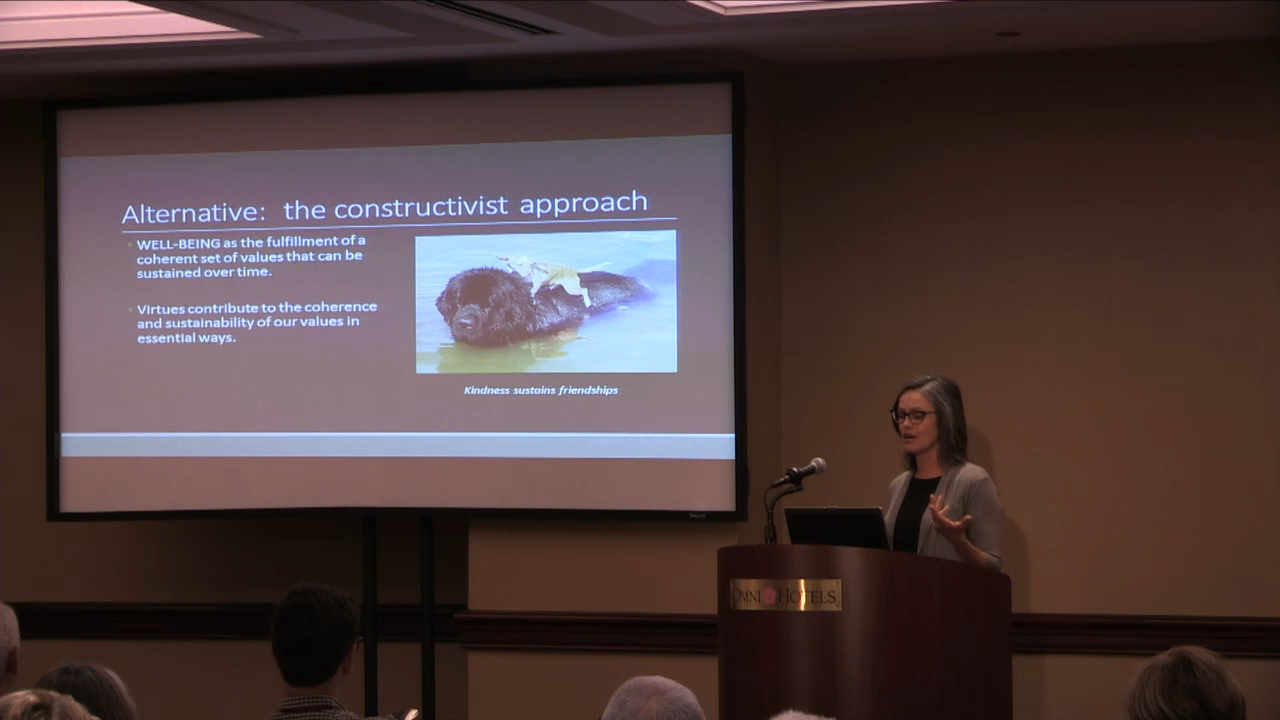 Alternative: the constructivist approach
WELL-BEING as the fulfillment of a
coherent set of values that can be
sustained over time.
Virtues contribute to the coherence
and sustainability of our values in
essential ways.
Kindness sustains friendships
OMNI HOTELS